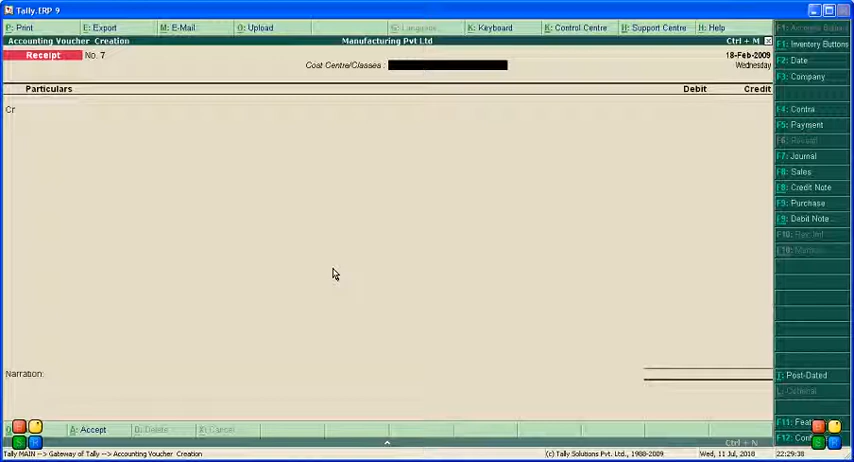 Tally.ERP 9
P: Print E: Export M: E-Mail O: Upload G: Language K: Keyboard K: Control Centre H: Support Centre H: Help
Accounting Voucher Creation Manufacturing Pvt Ltd Ctrl + M
Receipt No. 7 18-Feb-2009
Cost Centre/Classes : Wednesday
Particulars Debit Credit
Cr
F1: Inventory Buttons
F2: Date
F3: Company
F4: Contra
F5: Payment
F6: Receipt
F7: Journal
F8: Sales
F8: Credit Note
F9: Purchase
F9: Debit Note
Narration:
T: Post-Dated
L: Optional
F11: Feat
F12: Conf
A: Accept D: Delete X: Cancel
S R S R
Ctrl + N
Tally MAIN --> Gateway of Tally --> Accounting Voucher Creation (c) Tally Solutions Pvt. Ltd., 1988-2009 Wed, 11 Jul, 2018 22:29:38